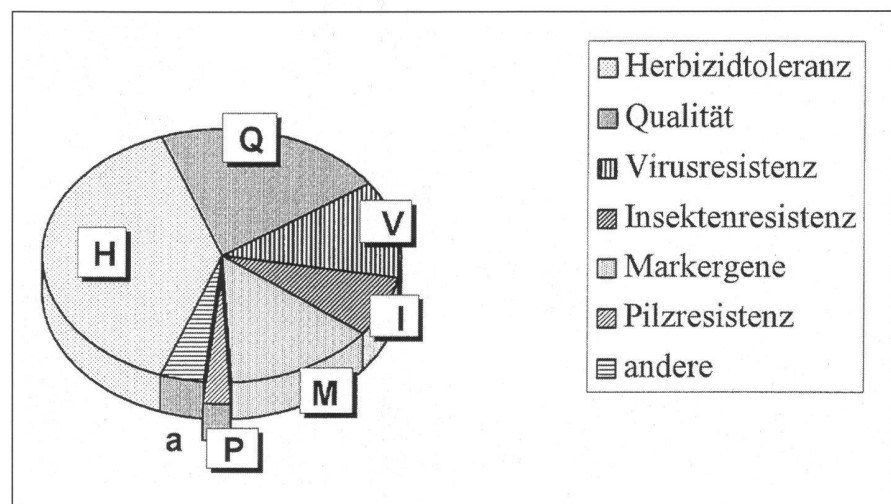 Q
V
H
I
M
a
P
Herbizidtoleranz
Qualität
Virusresistenz
Insektenresistenz
Markergene
Pilzresistenz
andere